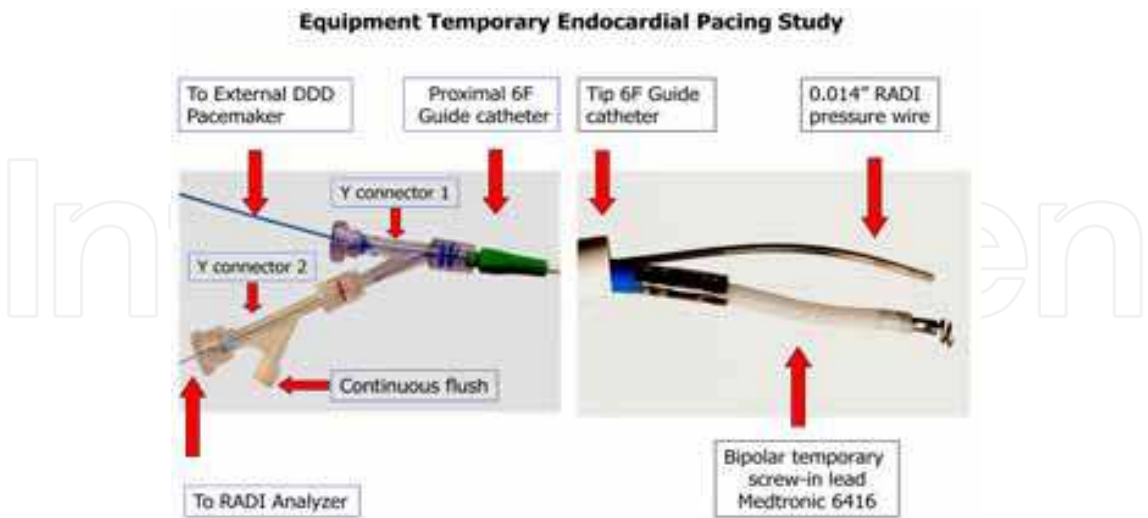 Equipment Temporary Endocardial Pacing Study
To External DDD
Pacemaker
Proximal 6F
Guide catheter
Tip 6F Guide
catheter
0.014" RADI
pressure wire
Y connector 1
Y connector 2
Continuous flush
To RADI Analyzer
Bipolar temporary
screw-in lead
Medtronic 6416